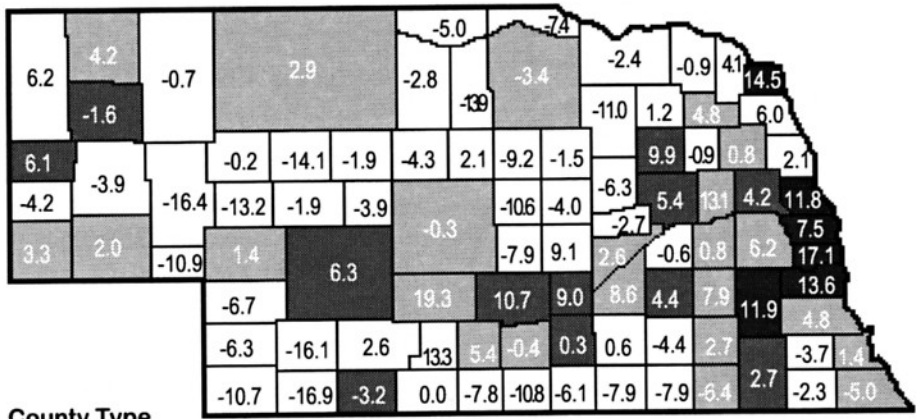 -5.0 -7.4
6.2 4.2 -0.7 2.9 -2.8 -13.9 -3.4 -2.4 -0.9 4.1 14.5
-1.6 -11.0 1.2 4.8 6.0
6.1 -3.9 -0.2 -14.1 -1.9 -4.3 2.1 -9.2 -1.5 9.9 -0.9 0.8 2.1
-4.2 -16.4 -13.2 -1.9 -3.9 -0.3 -10.6 -4.0 -6.3 5.4 13.1 4.2 11.8
-2.7 7.5
3.3 2.0 -10.9 1.4 6.3 -7.9 9.1 2.6 -0.6 0.8 6.2 17.1
-6.7 19.3 10.7 9.0 8.6 4.4 7.9 11.9 13.6
4.8
-6.3 -16.1 2.6 -13.3 5.4 -0.4 0.3 0.6 -4.4 2.7 -3.7 1.4
-10.7 -16.9 -3.2 0.0 -7.8 -10.8 -6.1 -7.9 -7.9 -6.4 2.7 -2.3 -5.0
County Type